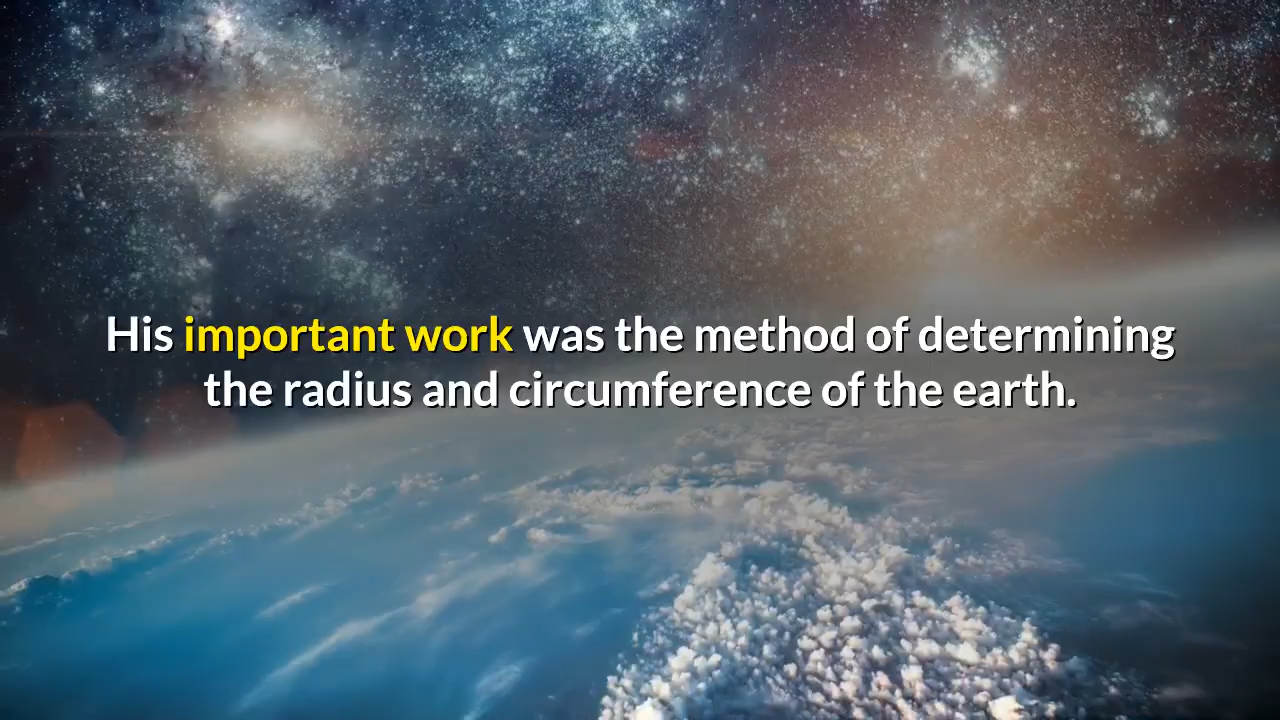 His important work was the method of determining
the radius and circumference of the earth.